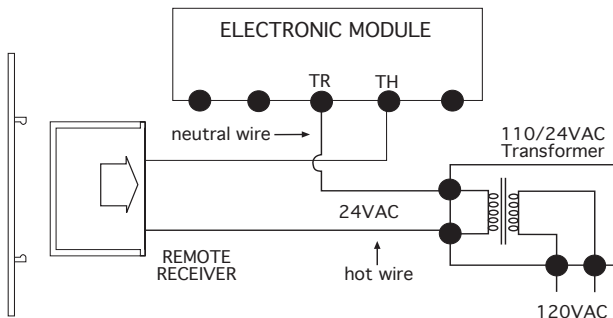 ELECTRONIC MODULE
TR TH
neutral wire
110/24VAC
Transformer
24VAC
REMOTE
RECEIVER
hot wire
120VAC